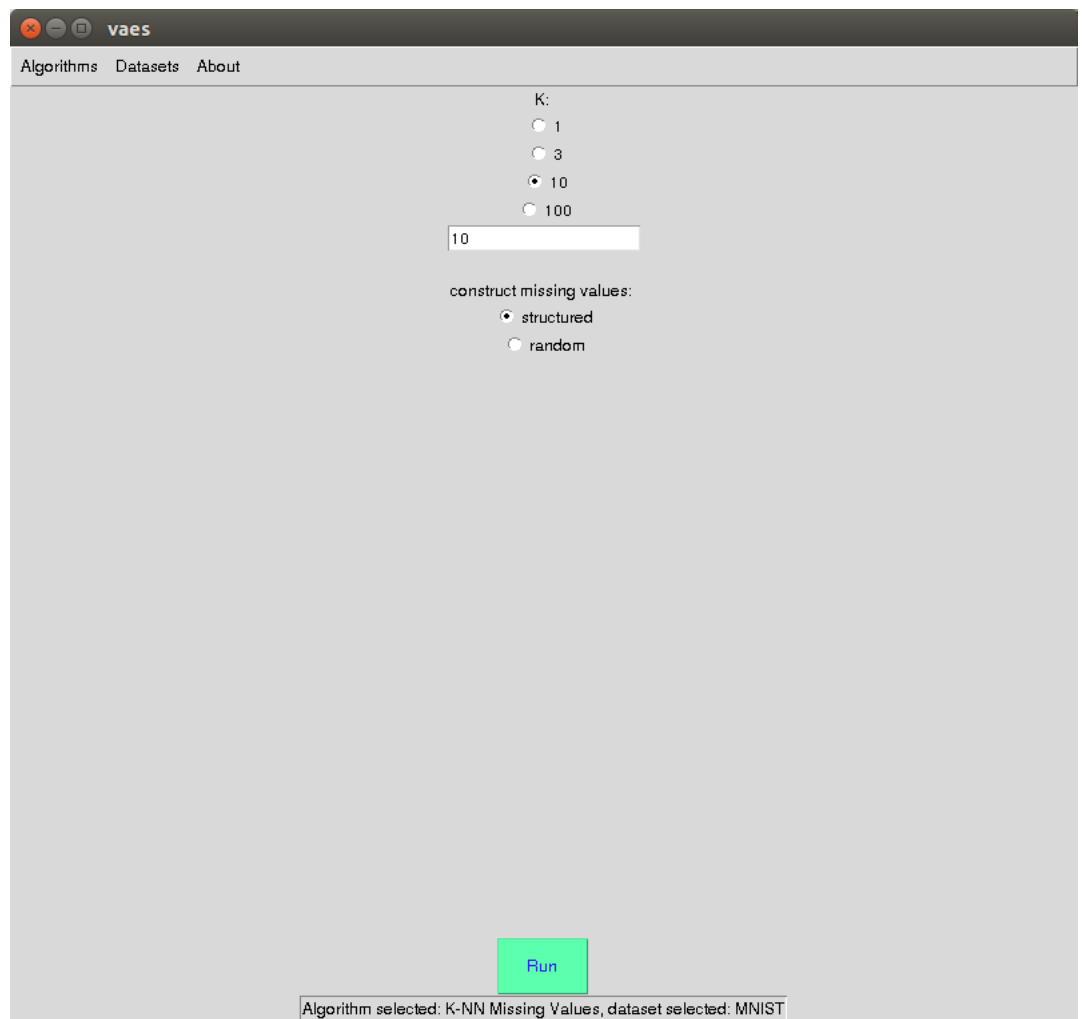 vaes
Algorithms Datasets About
K:
1
3
10
100
10
construct missing values:
structured
random
Run
Algorithm selected: K-NN Missing Values, dataset selected: MNIST